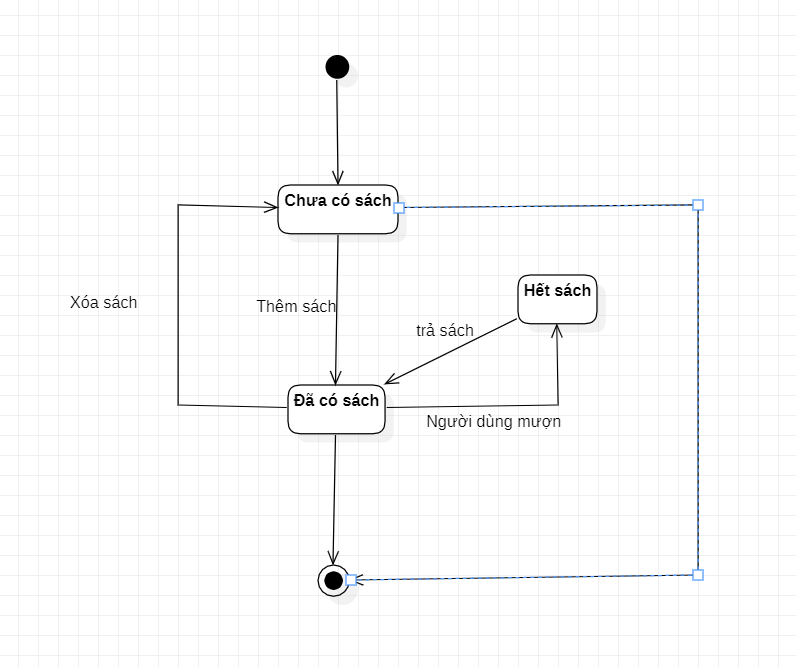 Chưa có sách
Hết sách
Xóa sách
Thêm sách
trả sách
Đã có sách
Người dùng mượn